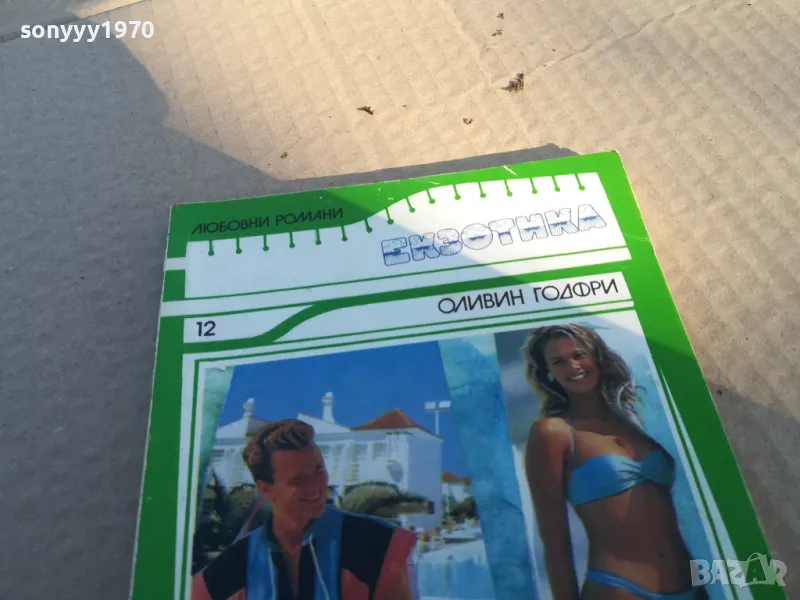 sonyyy1970
ЛЮБОВНИ РОМАНИ
ЕКЗОТИКА
12
ОЛИВИН ГОДФРИ
BAZAR